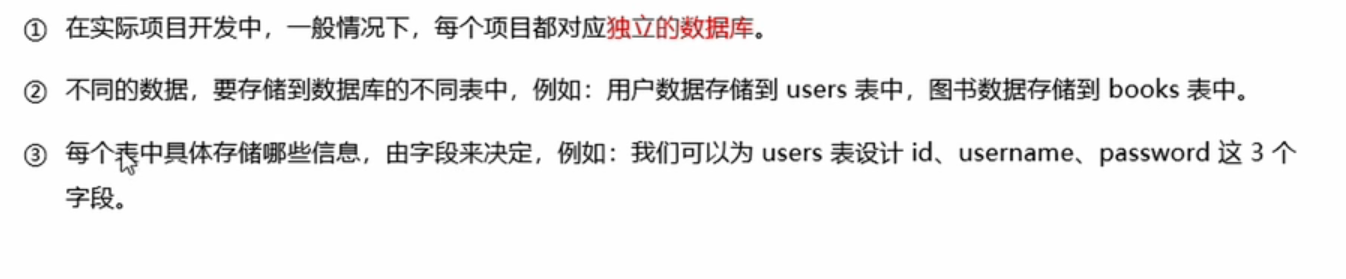 ① 在实际项目开发中，一般情况下，每个项目都对应独立的数据库。
② 不同的数据，要存储到数据库的不同表中，例如：用户数据存储到 users 表中，图书数据存储到 books 表中。
③ 每个表中具体存储哪些信息，由字段来决定，例如：我们可以为 users 表设计 id、username、password 这 3 个
字段。